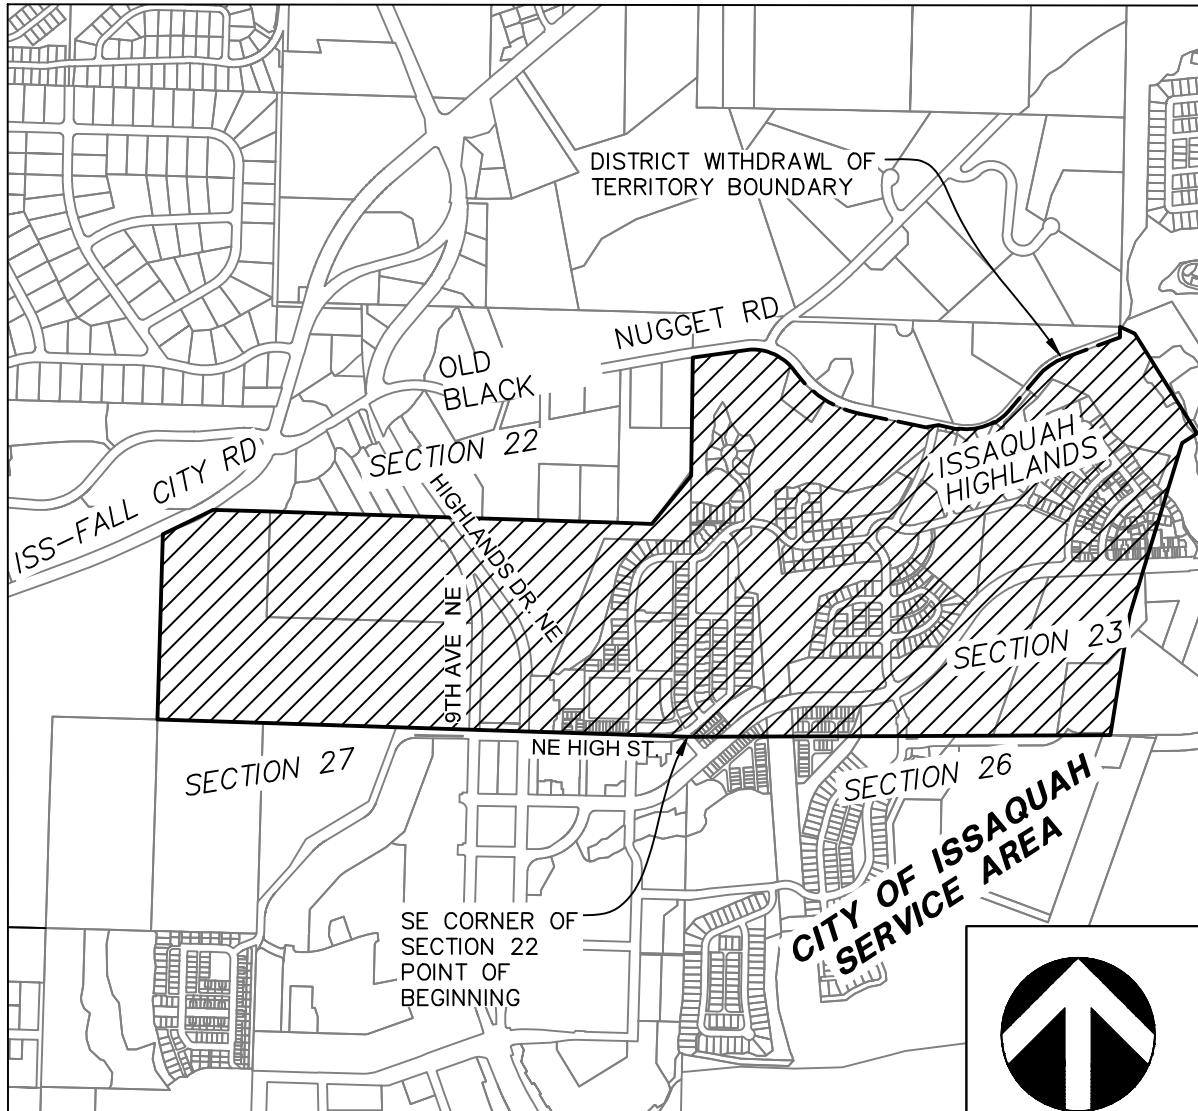 DISTRICT WITHDRAWL OF
TERRITORY BOUNDARY
NUGGET RD
OLD
BLACK
SECTION 22
ISS-FALL CITY RD
HIGHLANDS DR. NE
ISSAQUAH
HIGHLANDS
9TH AVE NE
SECTION 23
NE HIGH ST.
SECTION 27
SECTION 26
CITY OF ISSAQUAH
SERVICE AREA
SE CORNER OF
SECTION 22
POINT OF
BEGINNING